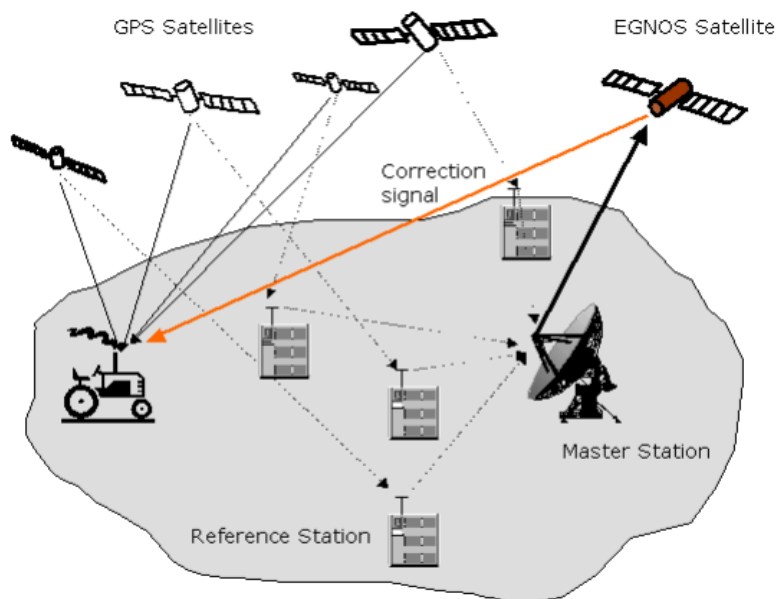 GPS Satellites
EGNOS Satellite
Correction
signal
Master Station
Reference Station